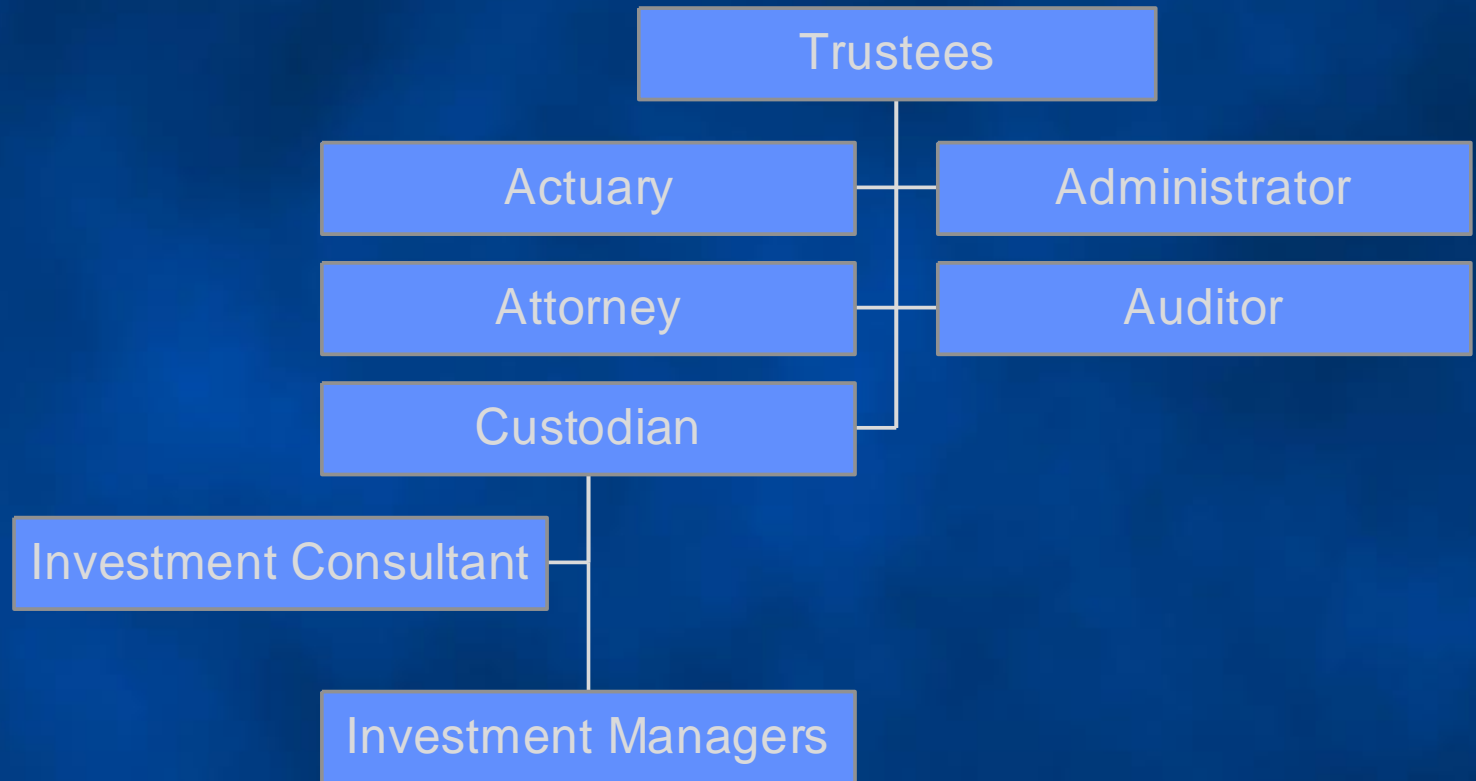 Trustees
Actuary
Administrator
Attorney
Auditor
Custodian
Investment Consultant
Investment Managers